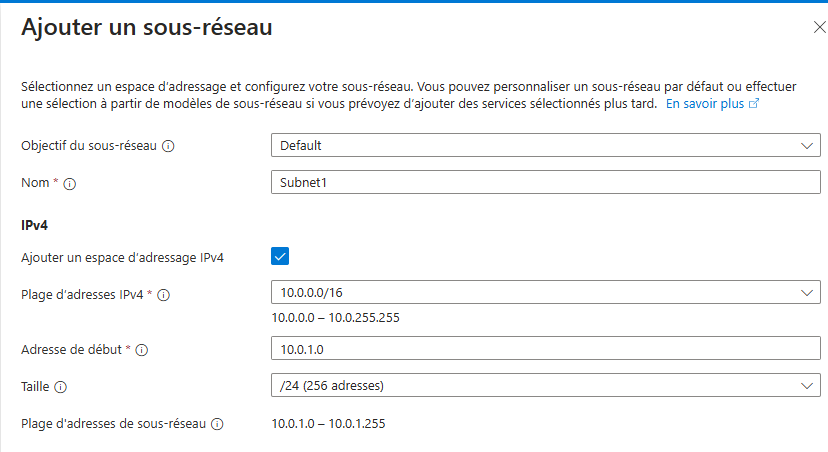 Ajouter un sous-réseau
Sélectionnez un espace d'adressage et configurez votre sous-réseau. Vous pouvez personnaliser un sous-réseau par défaut ou effectuer
une sélection à partir de modèles de sous-réseau si vous prévoyez d'ajouter des services sélectionnés plus tard. En savoir plus
Objectif du sous-réseau Default
Nom * Subnet1
IPv4
Ajouter un espace d'adressage IPv4
Plage d'adresses IPv4 * 10.0.0.0/16
10.0.0.0 – 10.0.255.255
Adresse de début * 10.0.1.0
Taille /24 (256 adresses)
Plage d'adresses de sous-réseau 10.0.1.0 – 10.0.1.255